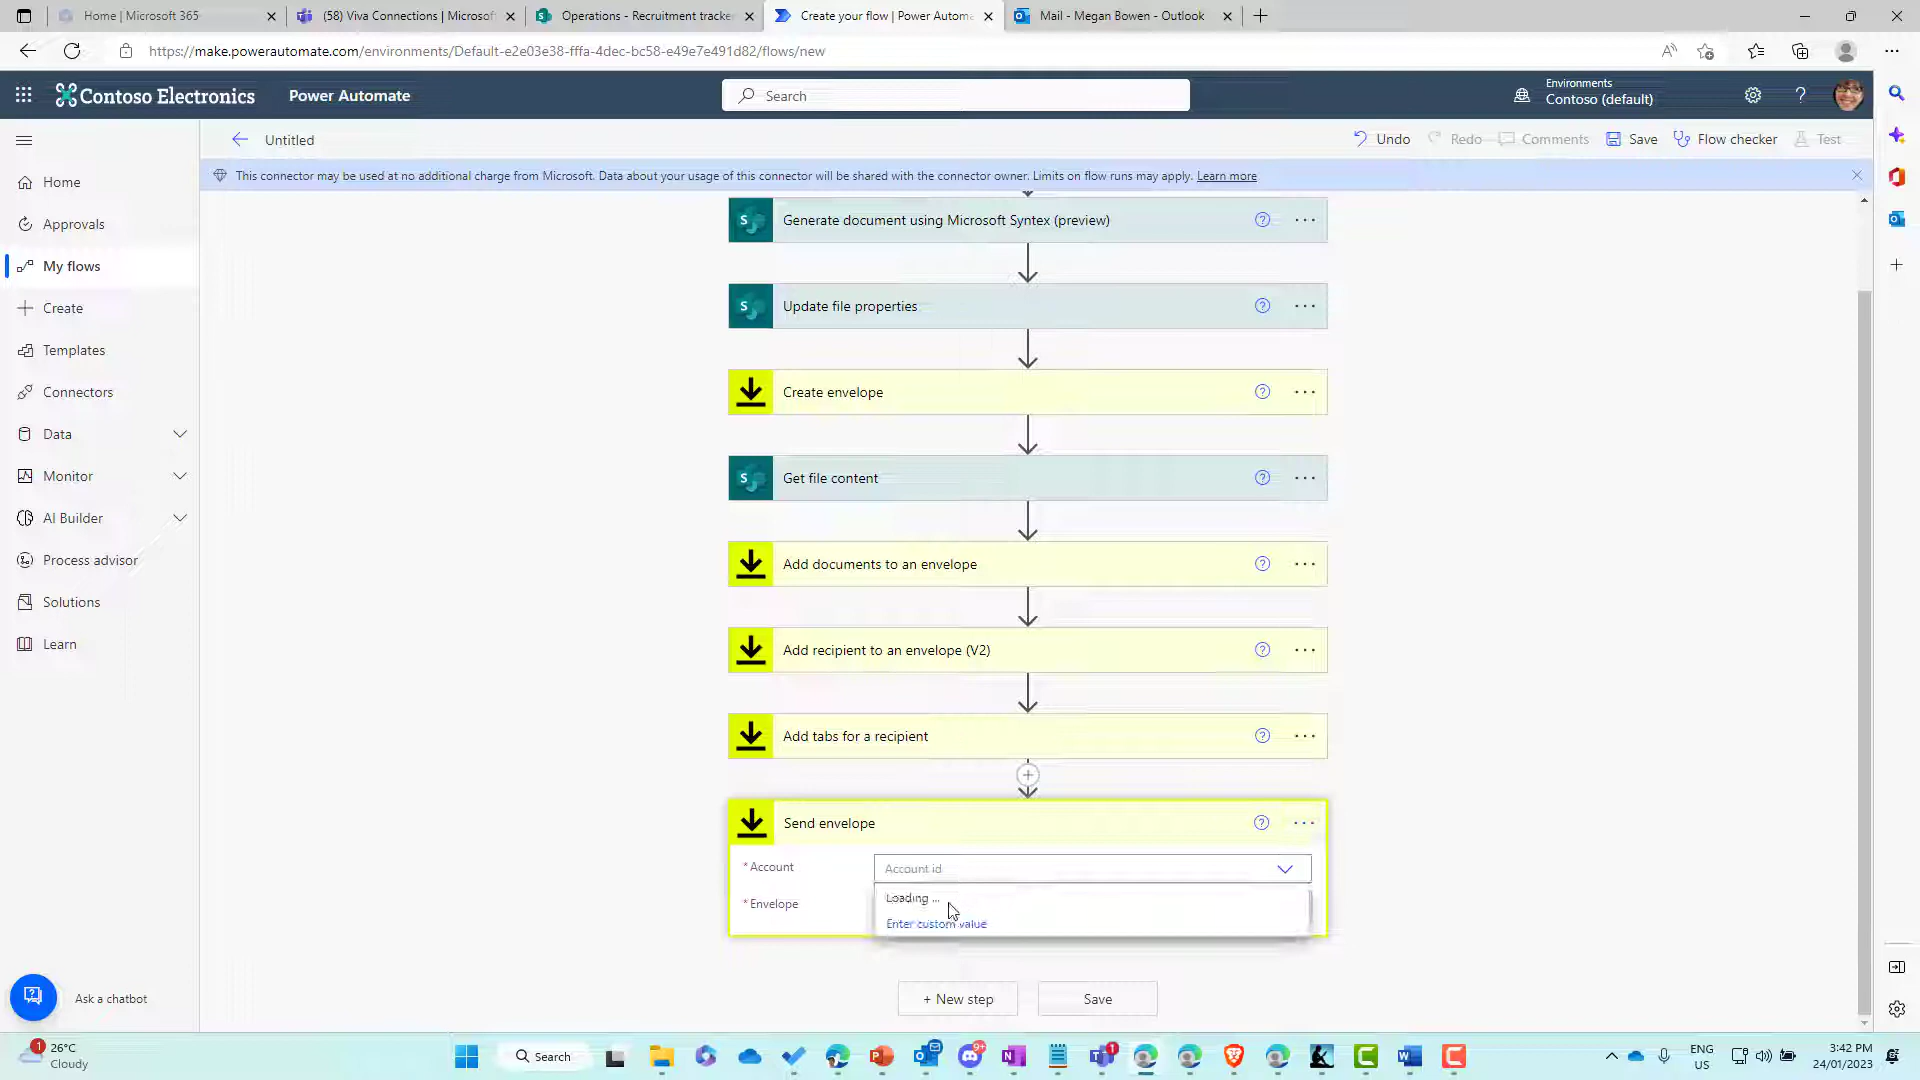 Home | Microsoft 365
(58) Viva Connections | Microsof
Operations - Recruitment tracker
Create your flow | Power Automa
Mail - Megan Bowen - Outlook
https://make.powerautomate.com/environments/Default-e2e03e38-fffa-4dec-bc58-e49e7e491d82/flows/new
Contoso Electronics
Power Automate
Search
Environments
Contoso (default)
Untitled
Undo
Redo
Comments
Save
Flow checker
Test
This connector may be used at no additional charge from Microsoft. Data about your usage of this connector will be shared with the connector owner. Limits on flow runs may apply. Learn more
Home
Approvals
My flows
Create
Templates
Connectors
Data
Monitor
AI Builder
Process advisor
Solutions
Learn
Ask a chatbot
Generate document using Microsoft Syntex (preview)
Update file properties
Create envelope
Get file content
Add documents to an envelope
Add recipient to an envelope (V2)
Add tabs for a recipient
Send envelope
* Account
Account id
* Envelope
Loading ...
Enter custom value
+ New step
Save
1
26°C
Cloudy
Search
9+
1
ENG
US
3:42 PM
24/01/2023